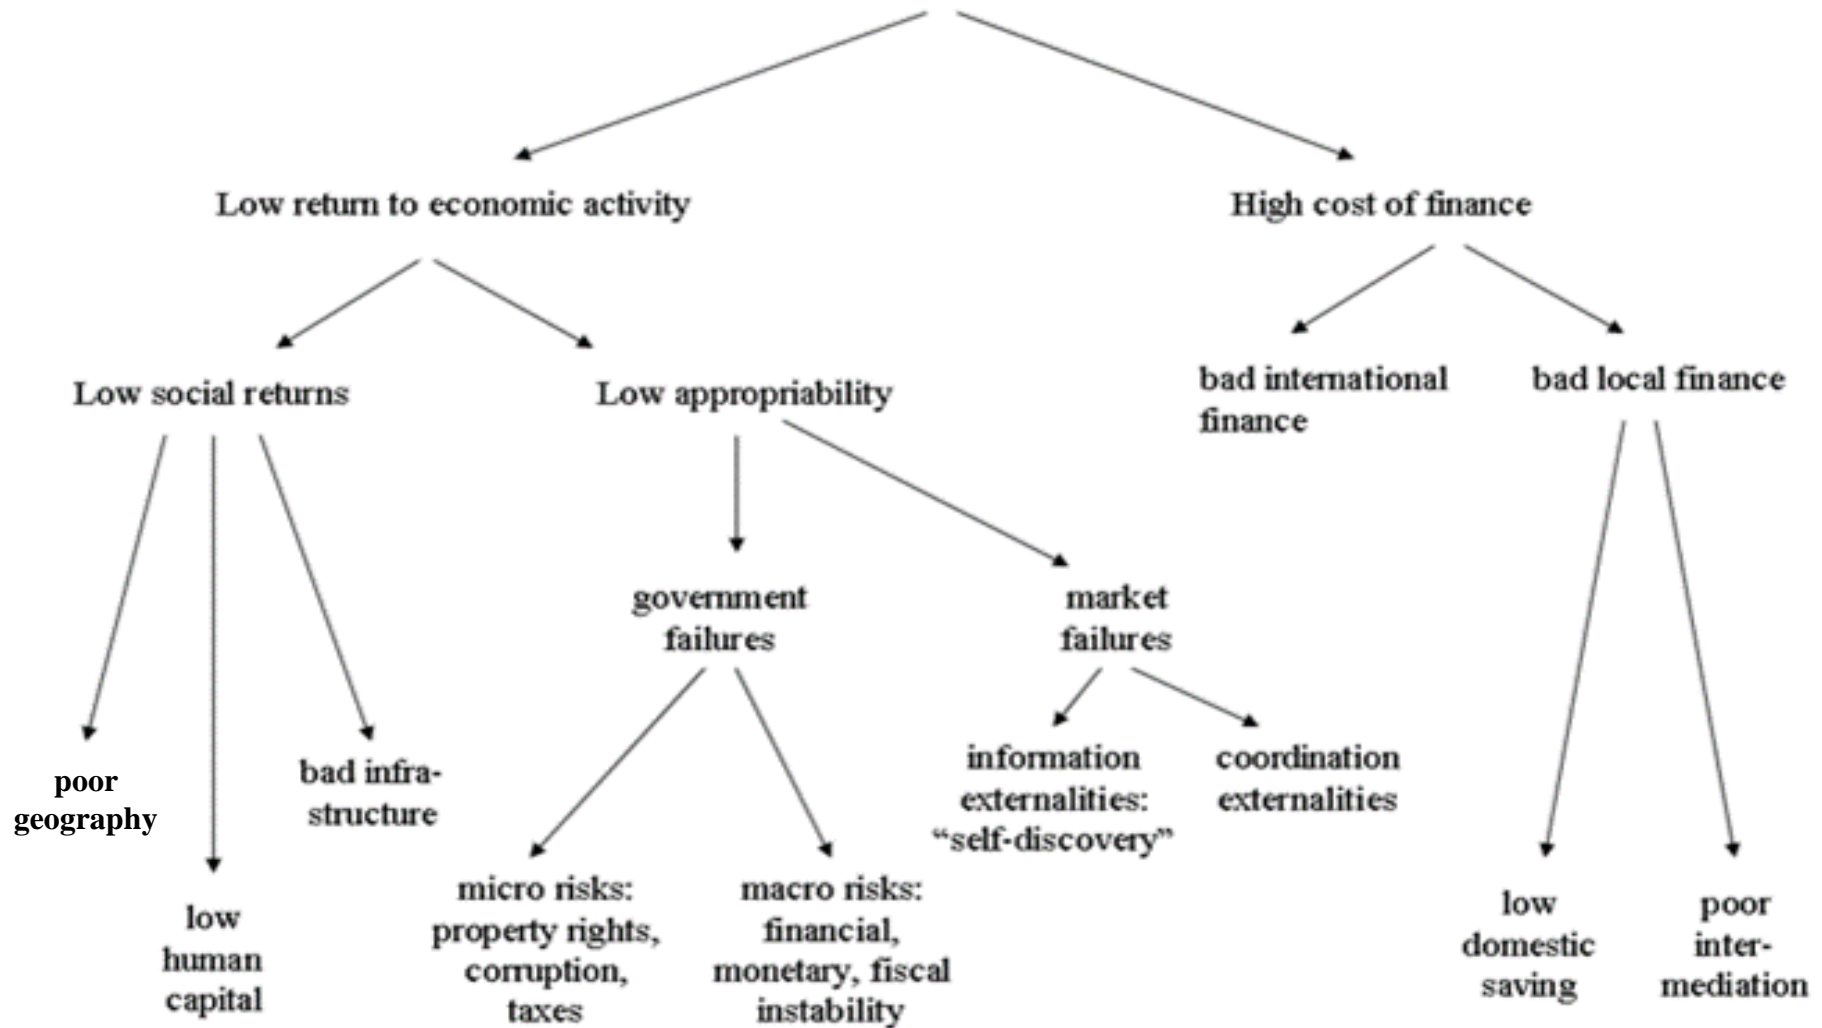 Low return to economic activity
High cost of finance
Low social returns
Low appropriability
bad international
finance
bad local finance
government
failures
market
failures
poor
geography
low
human
capital
bad infra-
structure
micro risks:
property rights,
corruption,
taxes
macro risks:
financial,
monetary, fiscal
instability
information
externalities:
“self-discovery”
coordination
externalities
low
domestic
saving
poor
inter-
mediation